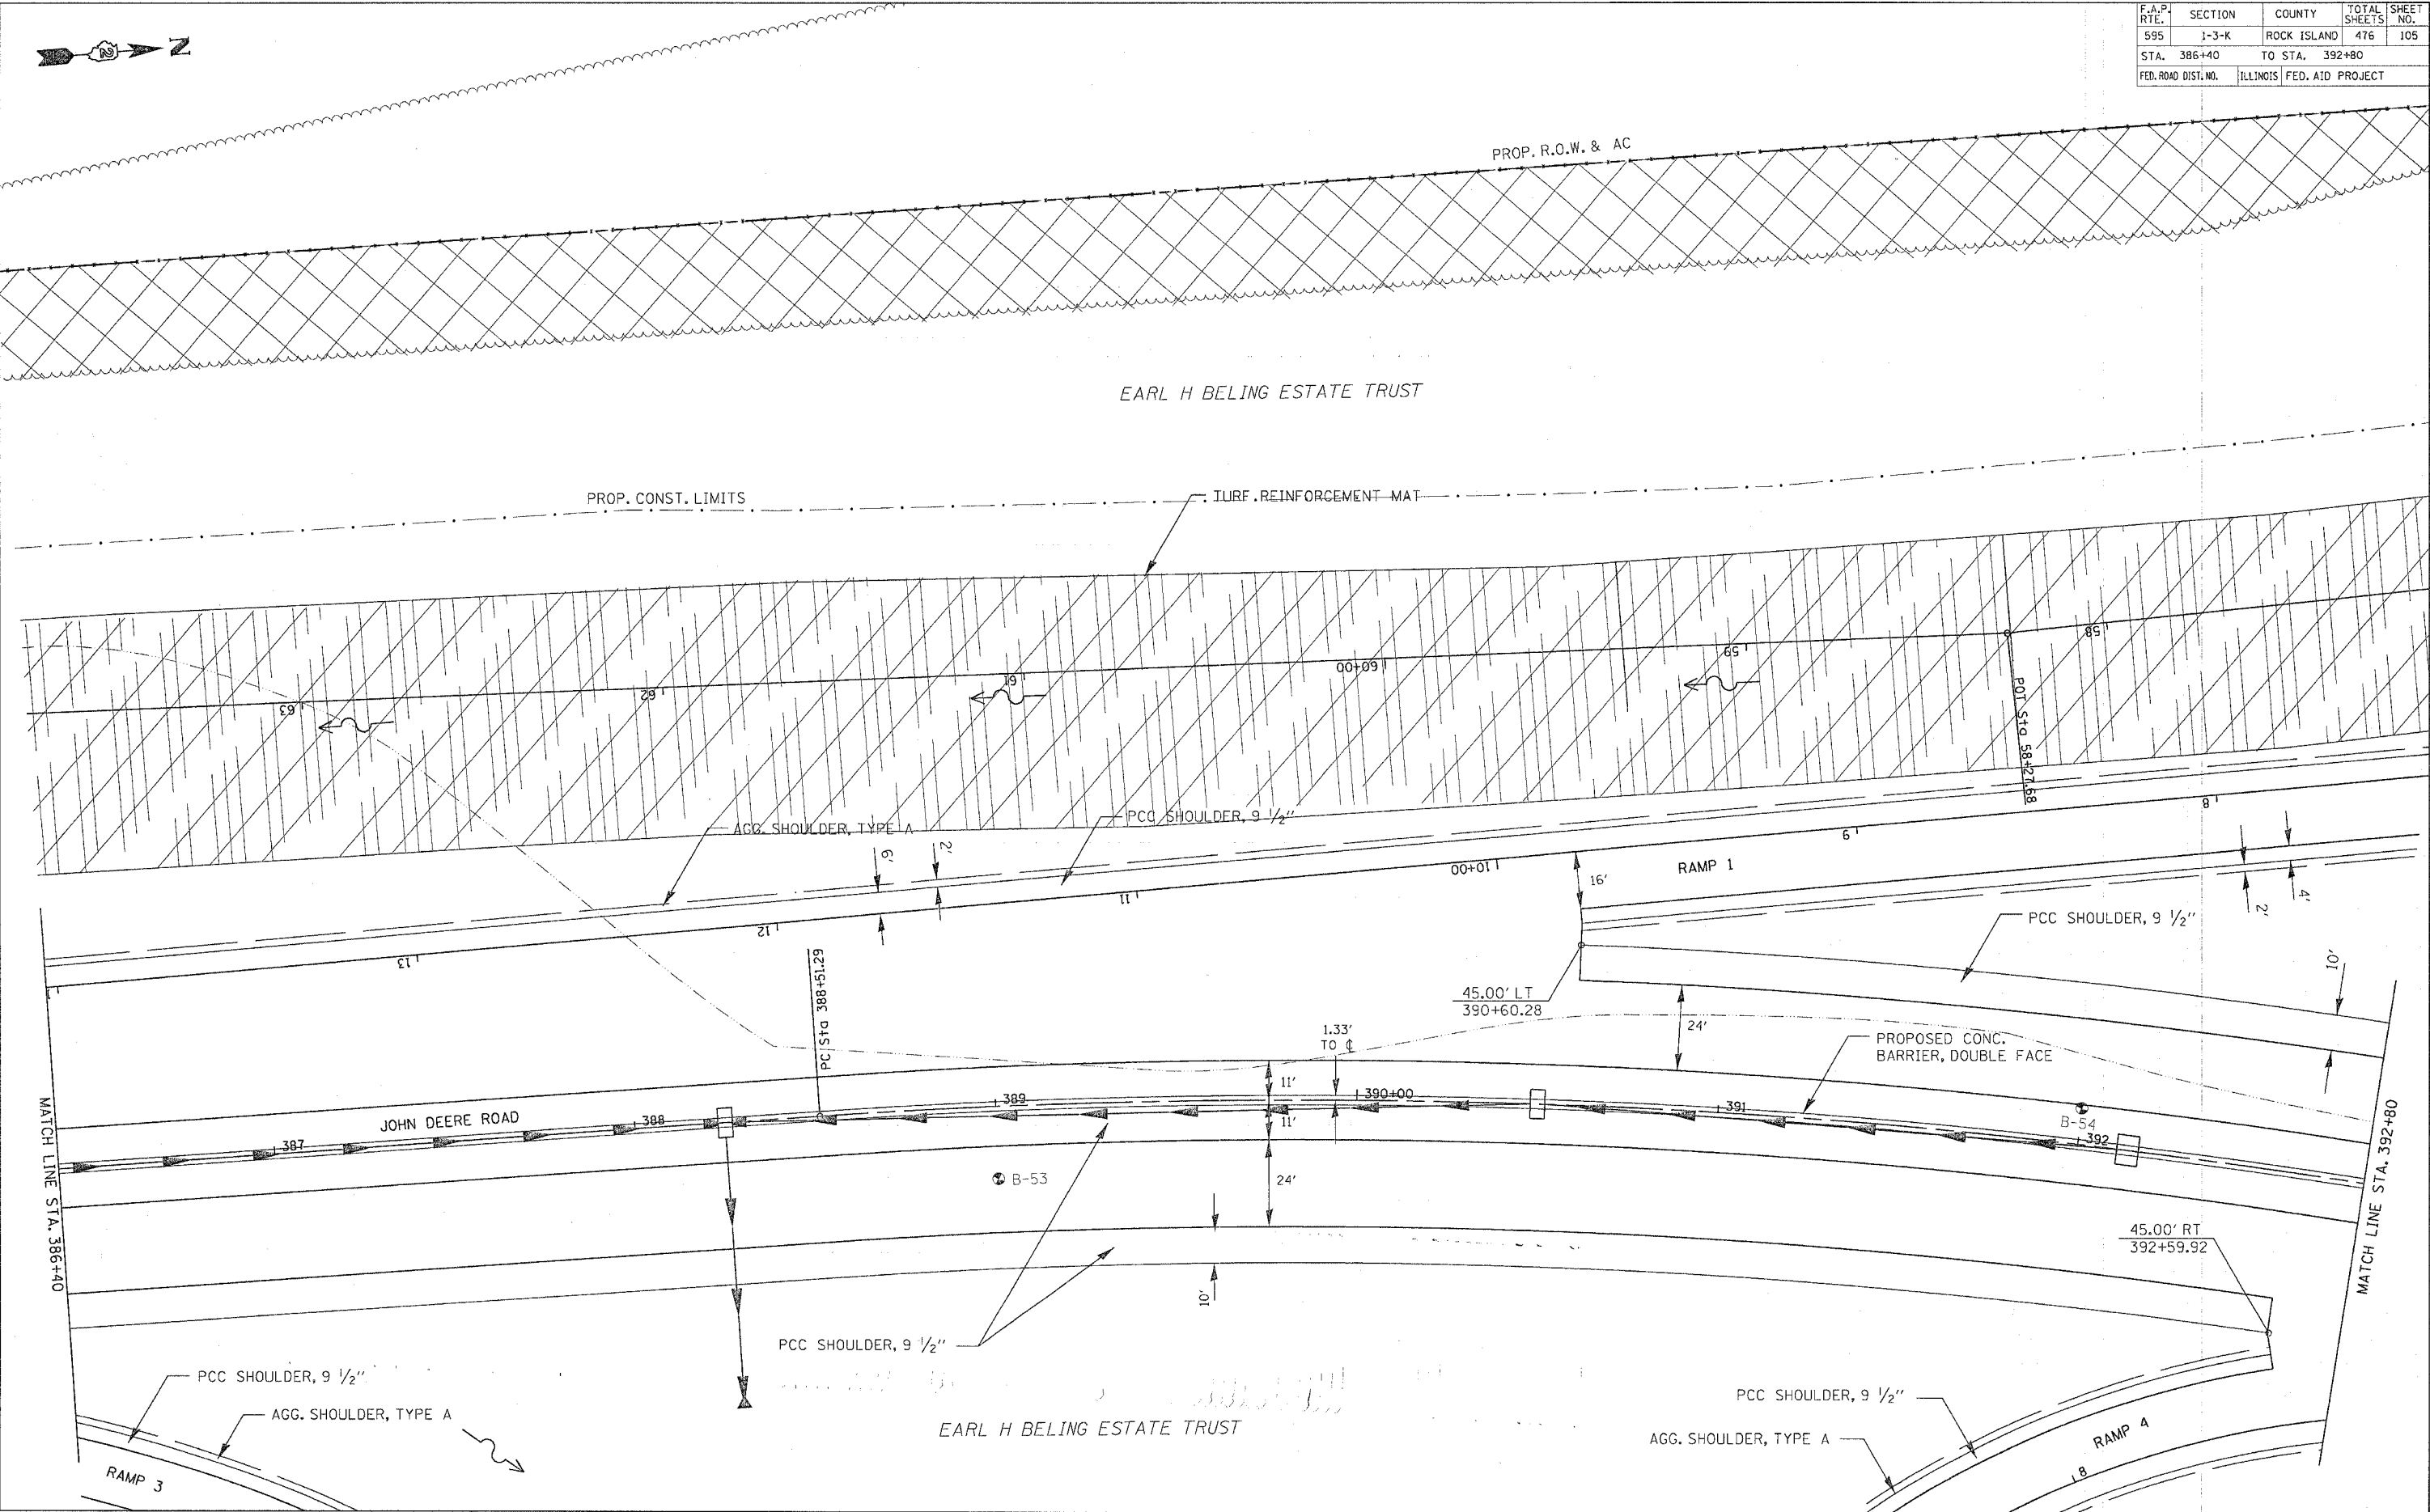 F.A.P. RTE. SECTION COUNTY TOTAL SHEETS SHEET NO.
595 1-3-K ROCK ISLAND 476 105
STA. 386+40 TO STA. 392+80
FED. ROAD DIST. NO. ILLINOIS FED. AID PROJECT
N
PROP. R.O.W. & AC
EARL H BELING ESTATE TRUST
PROP. CONST. LIMITS
TURF REINFORCEMENT MAT
63
62
61
60+00
59
58
POT Sta 58+27.68
AGG. SHOULDER, TYPE A
PCC SHOULDER, 9 1/2"
6'
2'
13
12
11
10+00
9
8
16'
RAMP 1
2'
4'
PCC SHOULDER, 9 1/2"
10'
PC Sta 388+51.29
45.00' LT
390+60.28
24'
1.33'
TO ℄
PROPOSED CONC.
BARRIER, DOUBLE FACE
MATCH LINE STA. 386+40
JOHN DEERE ROAD
387
388
389
390+00
391
392
11'
11'
B-54
B-53
24'
10'
45.00' RT
392+59.92
MATCH LINE STA. 392+80
PCC SHOULDER, 9 1/2"
PCC SHOULDER, 9 1/2"
AGG. SHOULDER, TYPE A
RAMP 3
EARL H BELING ESTATE TRUST
PCC SHOULDER, 9 1/2"
AGG. SHOULDER, TYPE A
RAMP 4
8